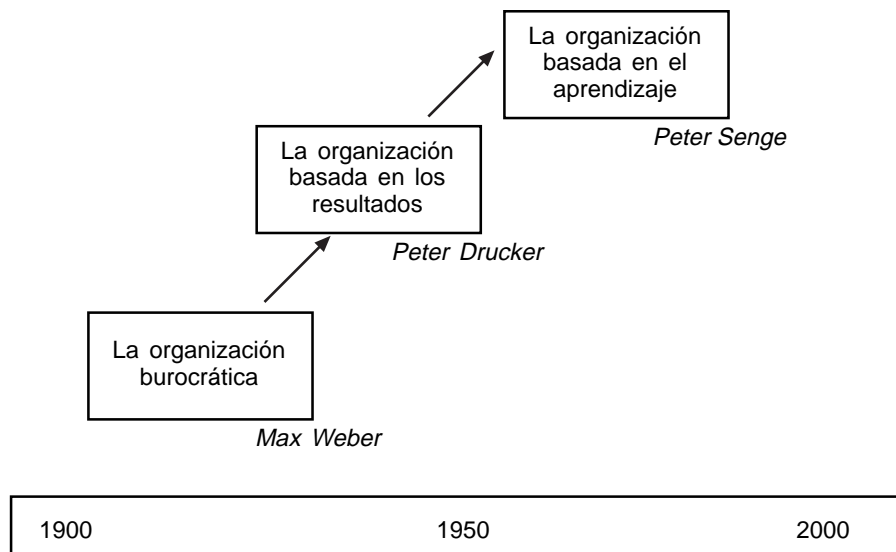 La organización
basada en el
aprendizaje
Peter Senge
La organización
basada en los
resultados
Peter Drucker
La organización
burocrática
Max Weber
1900 1950 2000